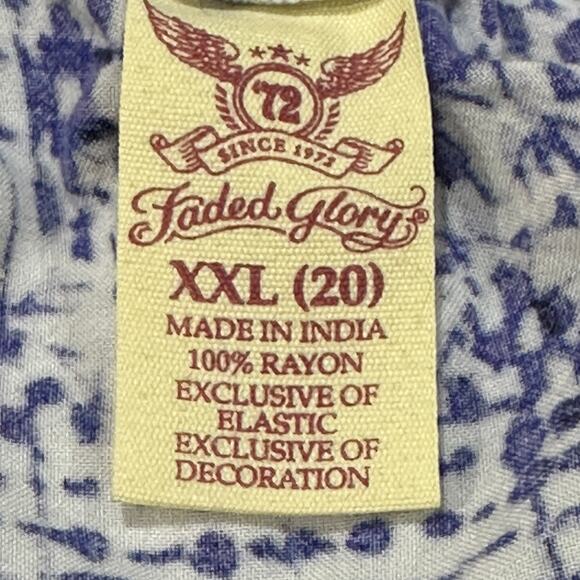 '72
SINCE 1972
Faded Glory®
XXL (20)
MADE IN INDIA
100% RAYON
EXCLUSIVE OF
ELASTIC
EXCLUSIVE OF
DECORATION